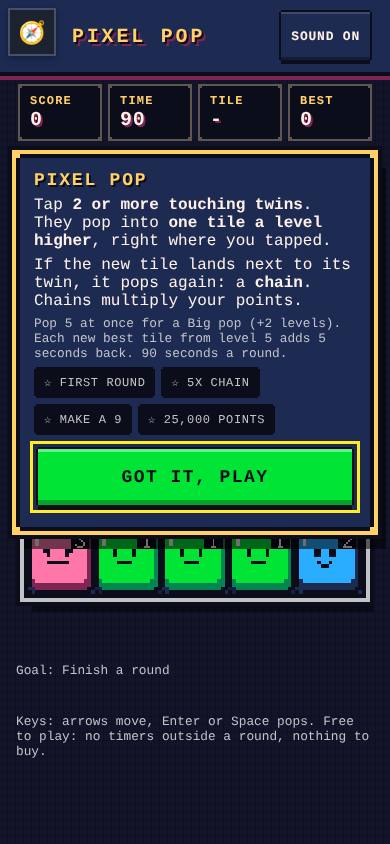 PIXEL POP
SOUND ON
SCORE
0
TIME
90
TILE
-
BEST
0
PIXEL POP
Tap 2 or more touching twins.
They pop into one tile a level
higher, right where you tapped.
If the new tile lands next to its
twin, it pops again: a chain.
Chains multiply your points.
Pop 5 at once for a Big pop (+2 levels).
Each new best tile from level 5 adds 5
seconds back. 90 seconds a round.
☆ FIRST ROUND
☆ 5X CHAIN
☆ MAKE A 9
☆ 25,000 POINTS
GOT IT, PLAY
Goal: Finish a round
Keys: arrows move, Enter or Space pops. Free
to play: no timers outside a round, nothing to
buy.